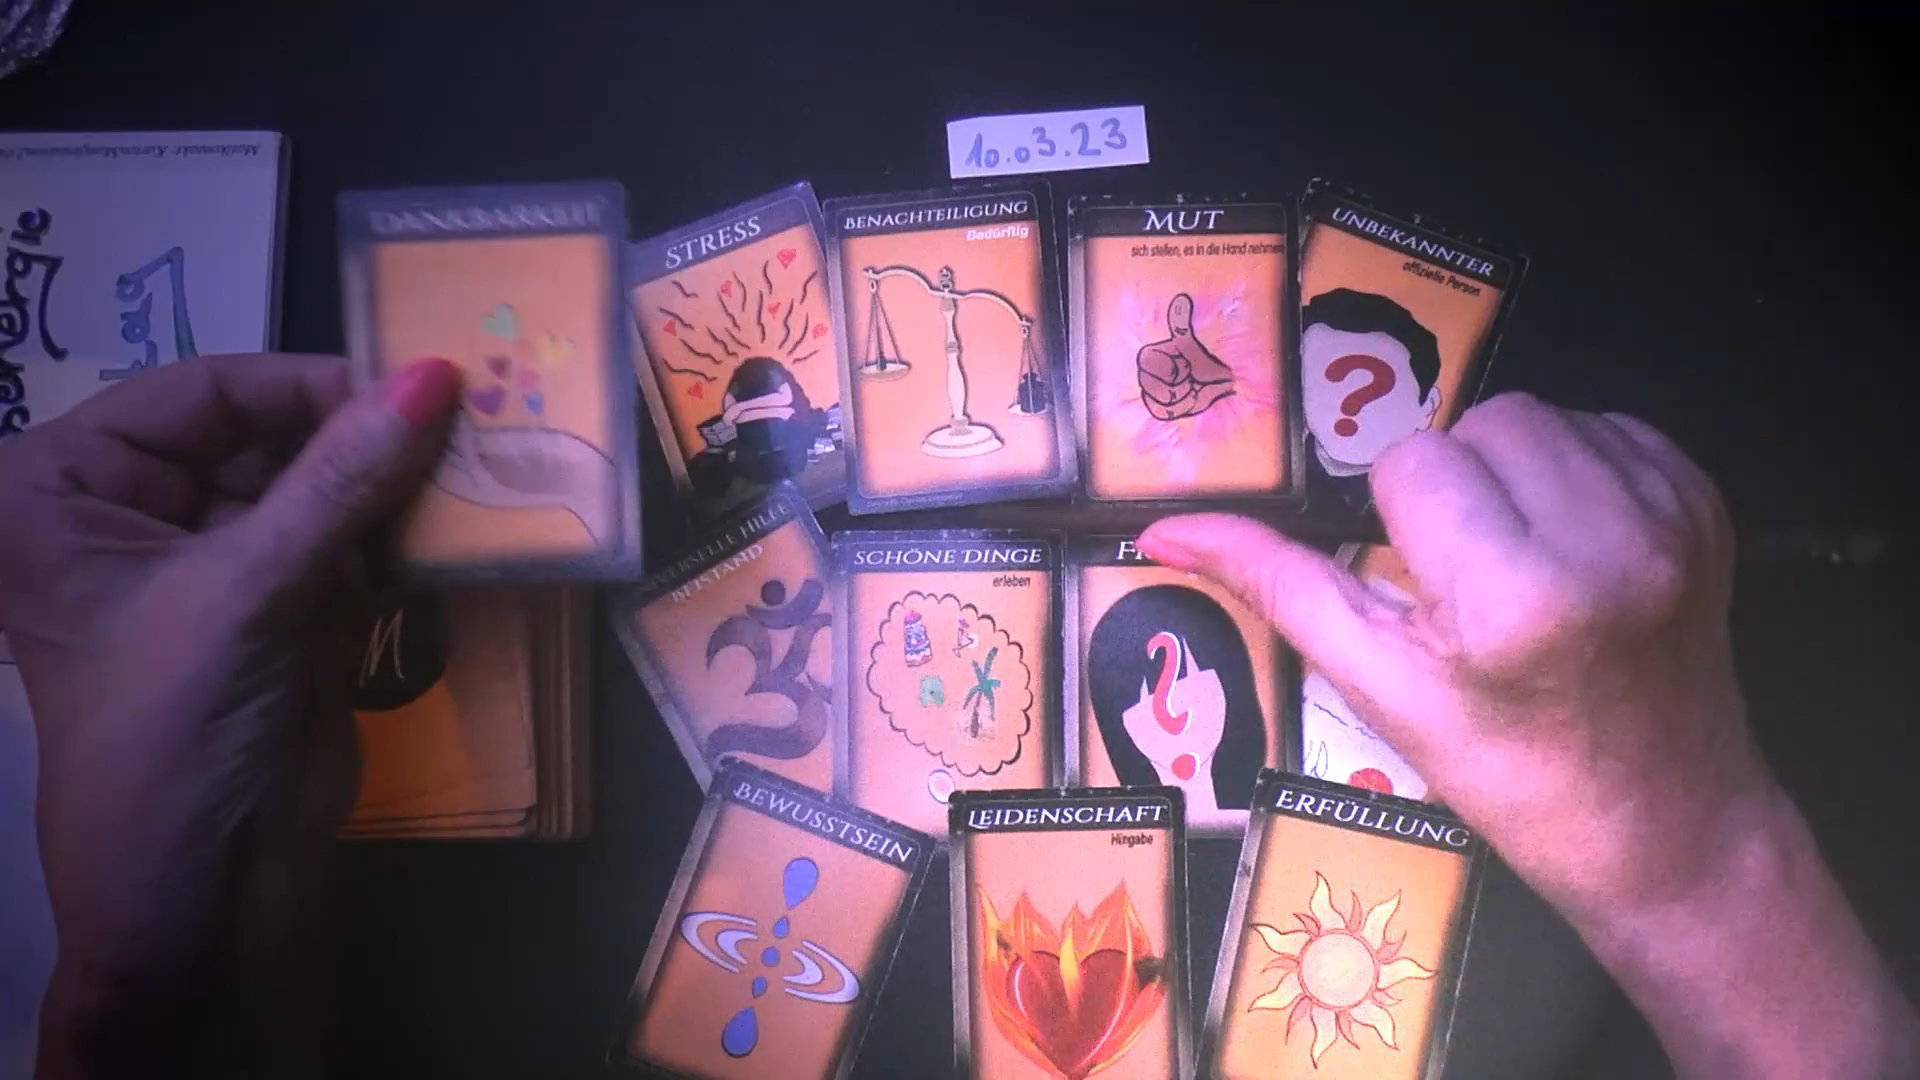 10.03.23
DANKBARKEIT
STRESS
BENACHTEILIGUNG
Bedürftig
MUT
sich stellen, es in die Hand nehmen
UNBEKANNTER
offizielle Person
BEISTAND
SCHÖNE DINGE
erleben
BEWUSSTSEIN
LEIDENSCHAFT
Hingabe
ERFÜLLUNG